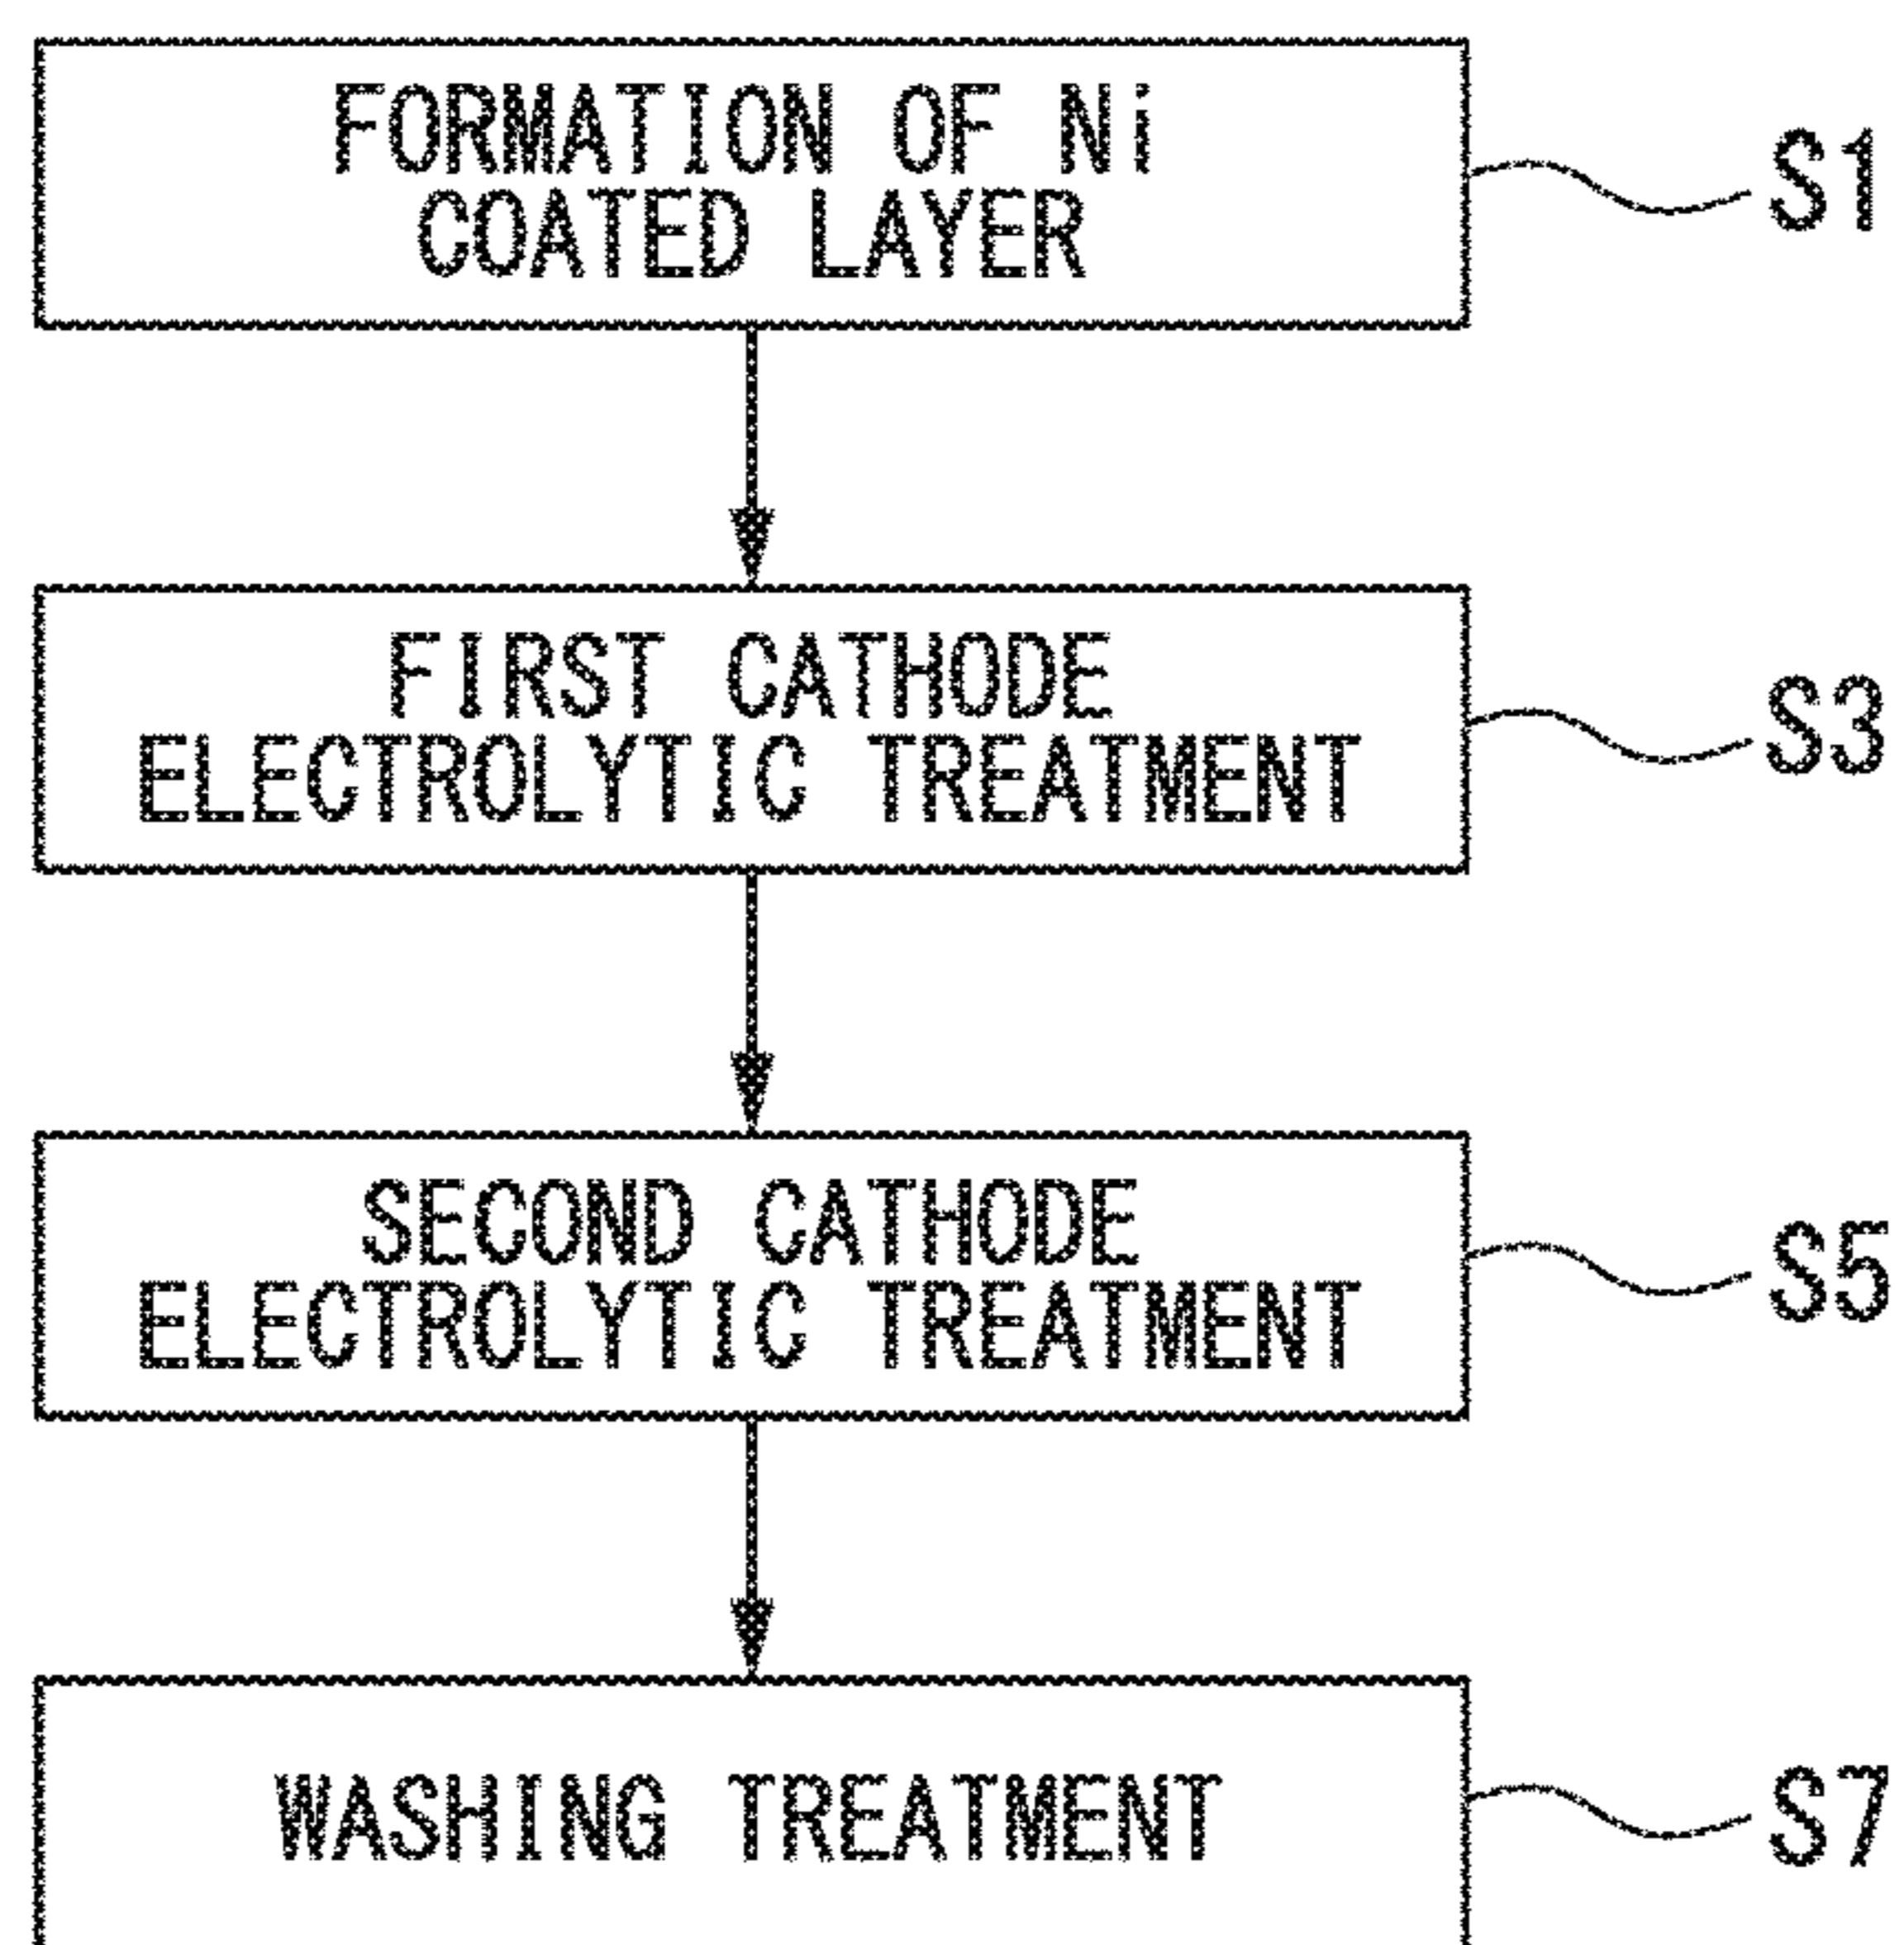 FORMATION OF Ni
COATED LAYER
S1
FIRST CATHODE
ELECTROLYTIC TREATMENT
S3
SECOND CATHODE
ELECTROLYTIC TREATMENT
S5
WASHING TREATMENT
S7